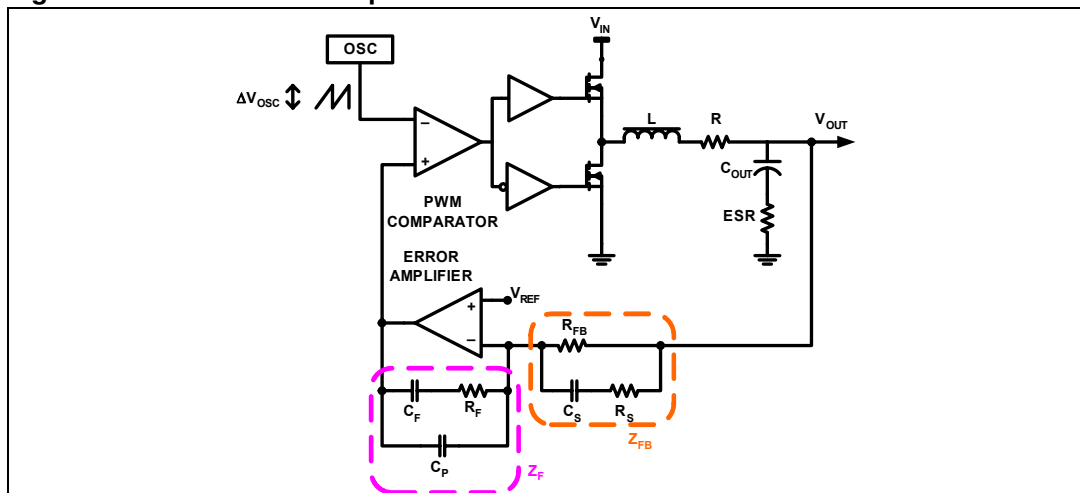 OSC
ΔV_OSC
V_IN
L
R
V_OUT
C_OUT
ESR
PWM
COMPARATOR
ERROR
AMPLIFIER
V_REF
R_FB
C_F
R_F
C_S
R_S
Z_FB
C_P
Z_F